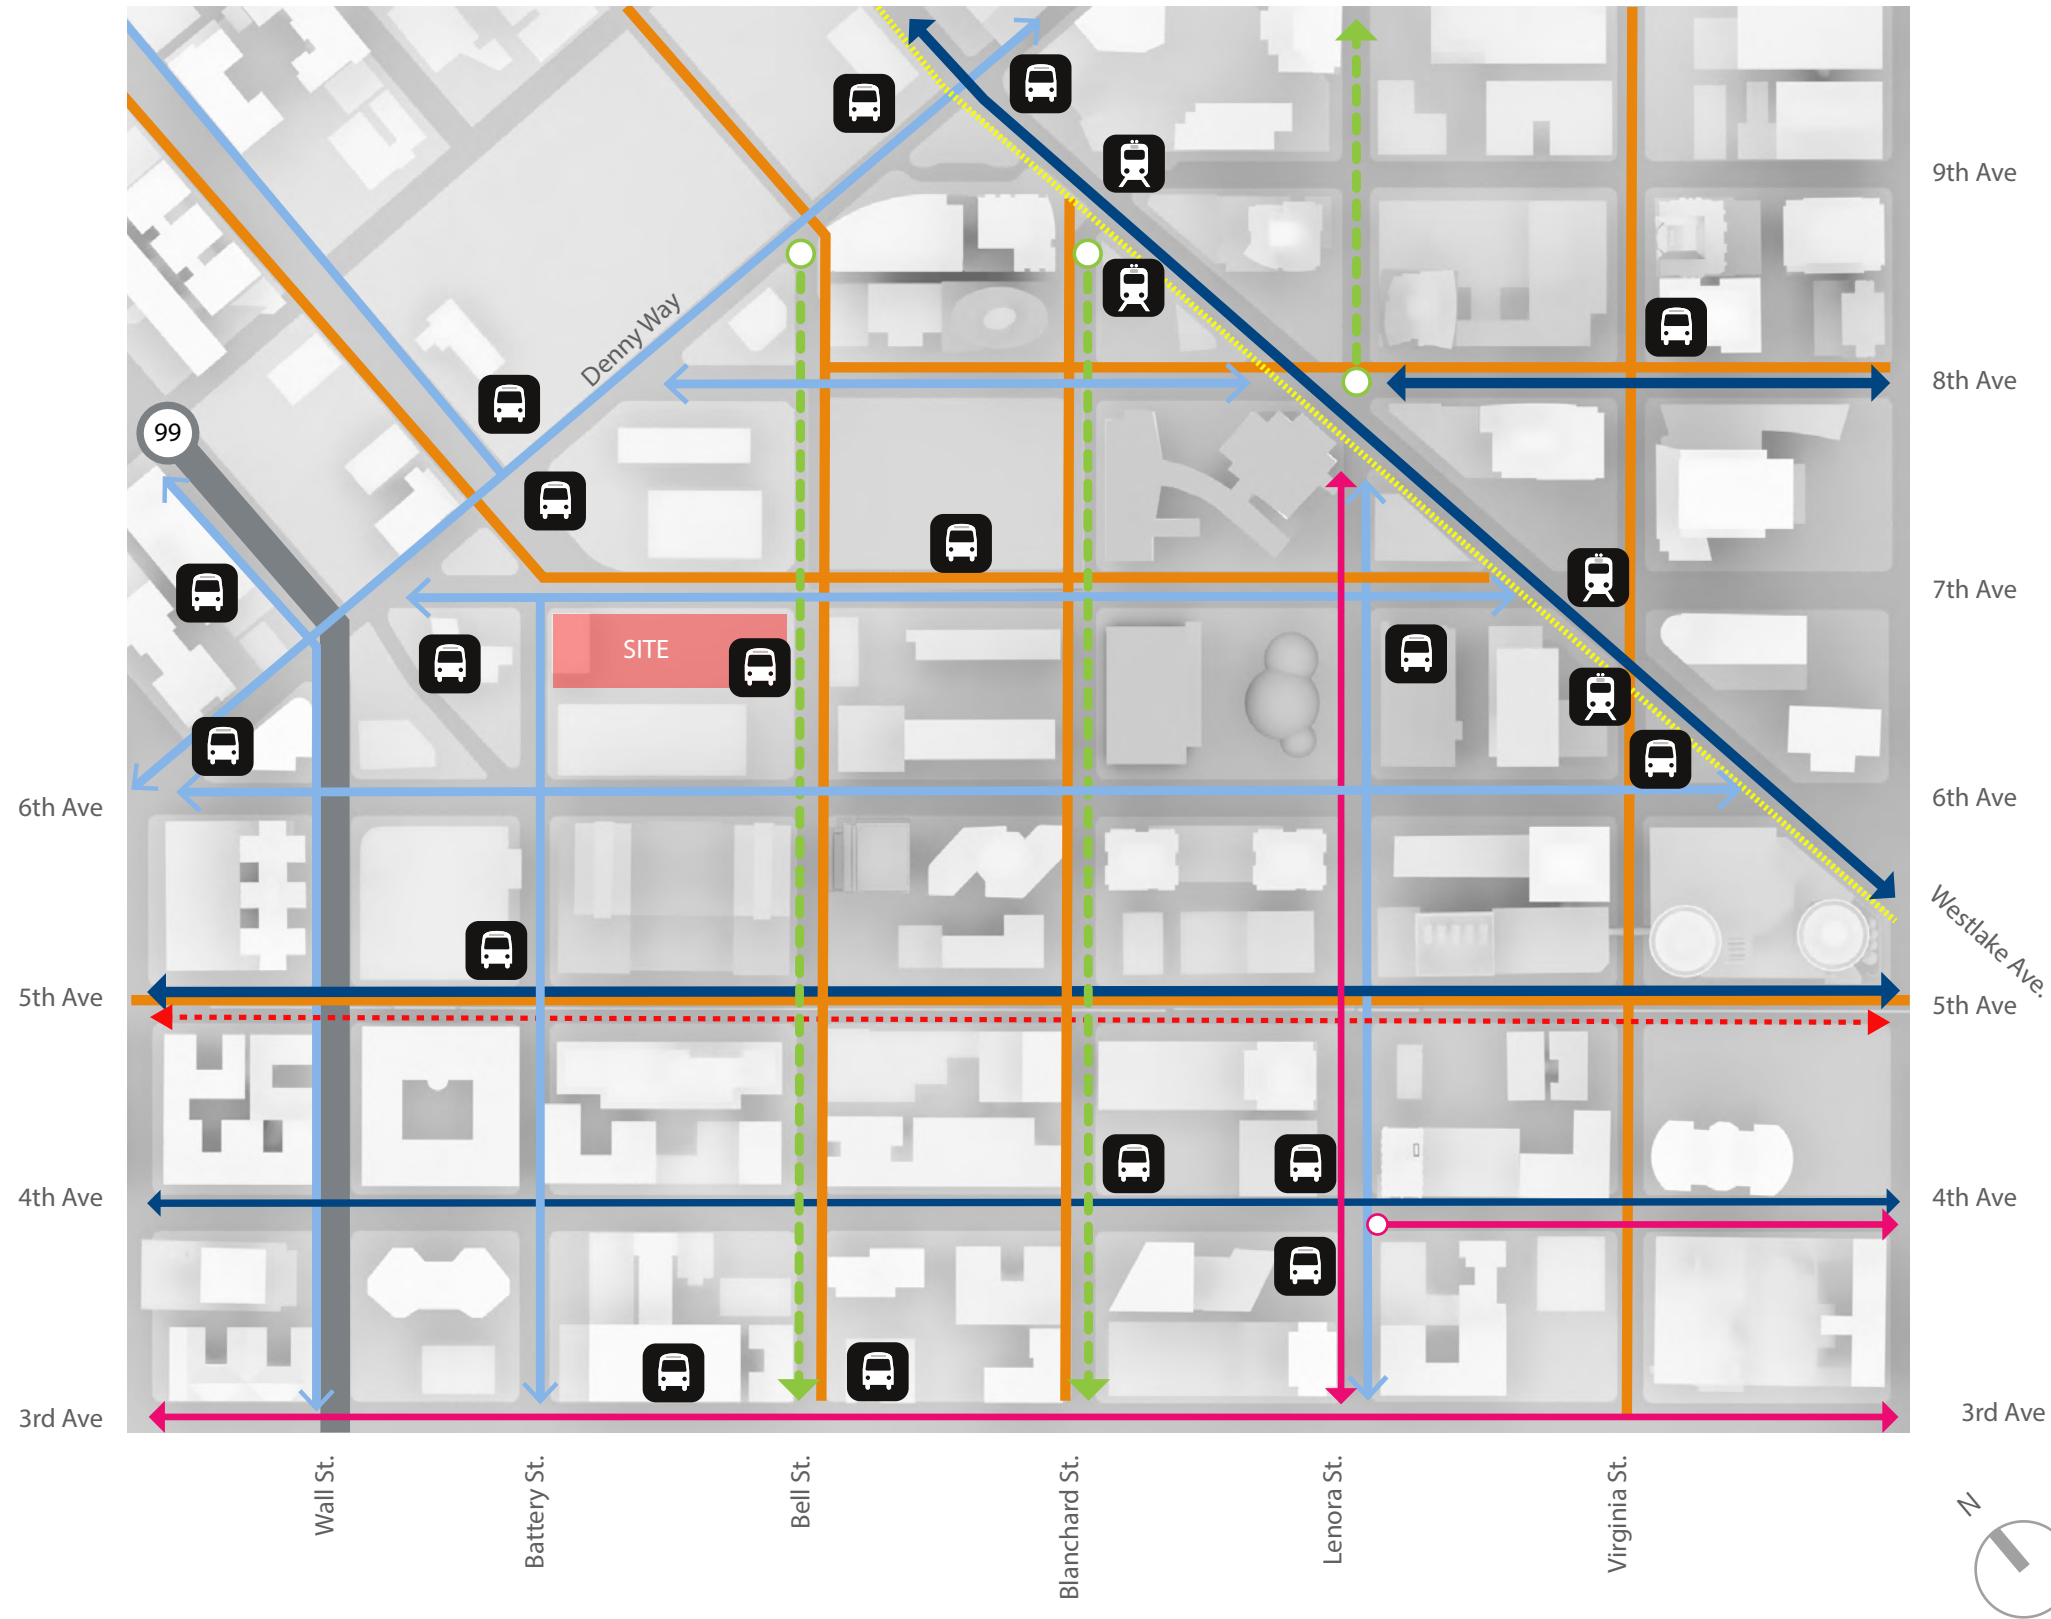 9th Ave
Denny Way
8th Ave
99
7th Ave
SITE
6th Ave
6th Ave
Westlake Ave.
5th Ave
5th Ave
4th Ave
4th Ave
3rd Ave
3rd Ave
Wall St.
Battery St.
Bell St.
Blanchard St.
Lenora St.
Virginia St.
N